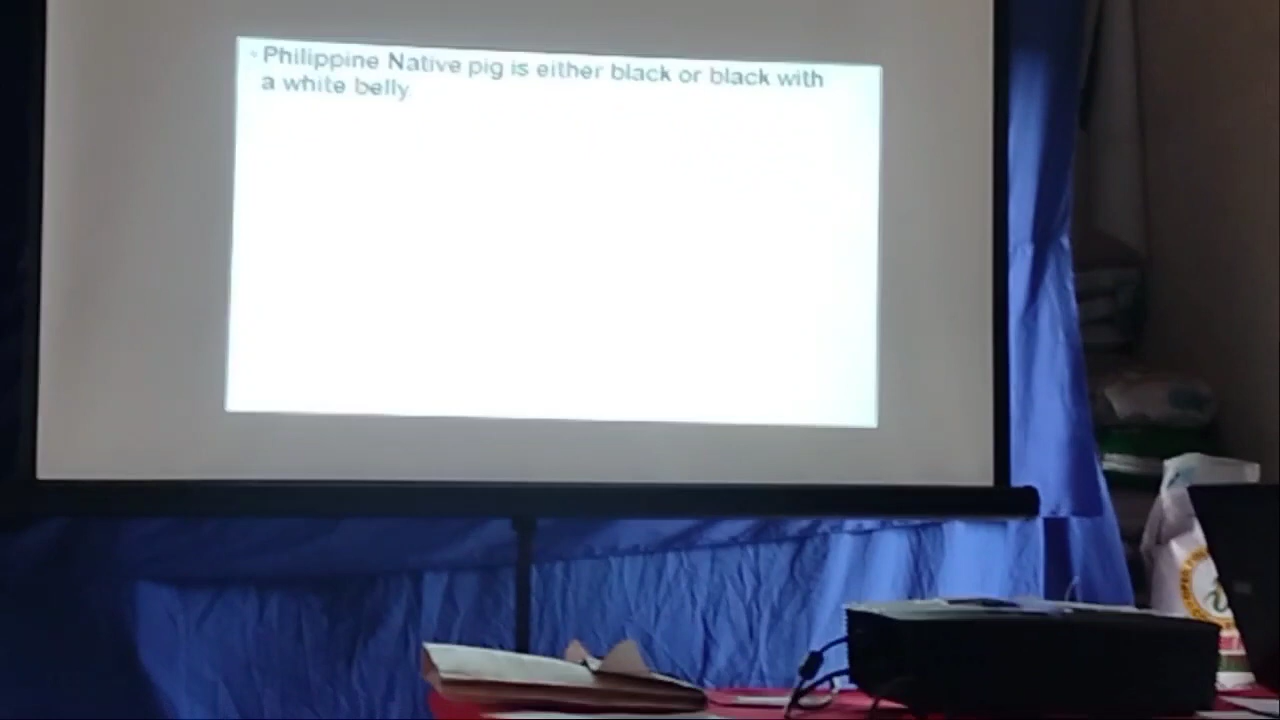 Philippine Native pig is either black or black with
a white belly